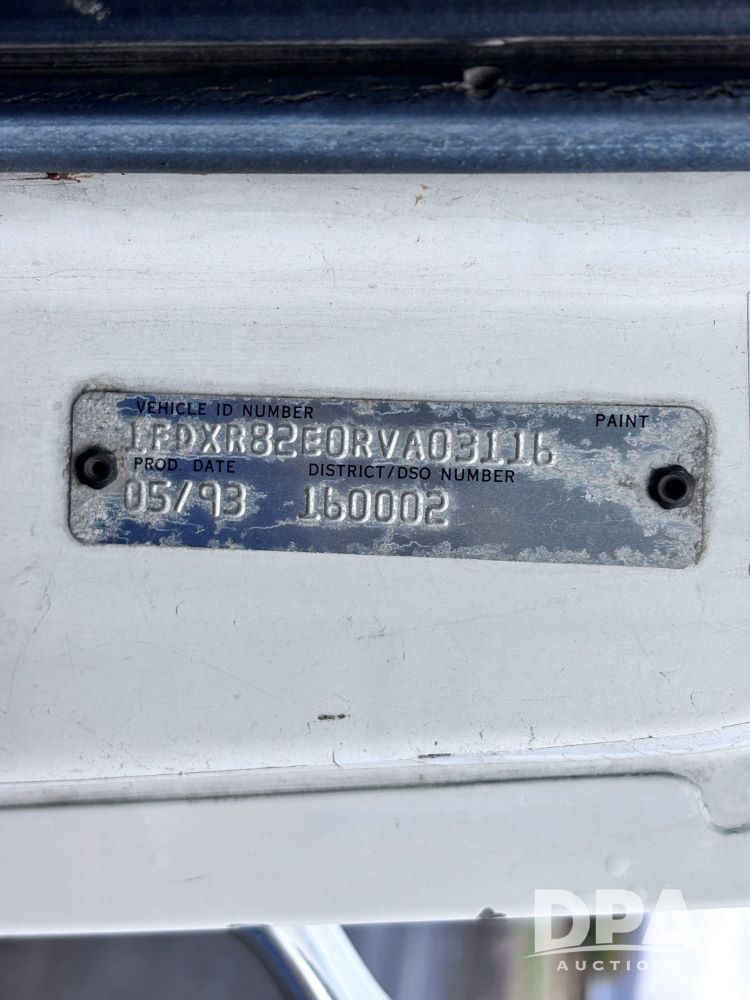 VEHICLE ID NUMBER PAINT
1FDXR82E0RVA03116
PROD. DATE DISTRICT/DSO NUMBER
05/93 160002
DPA
AUCTIONS